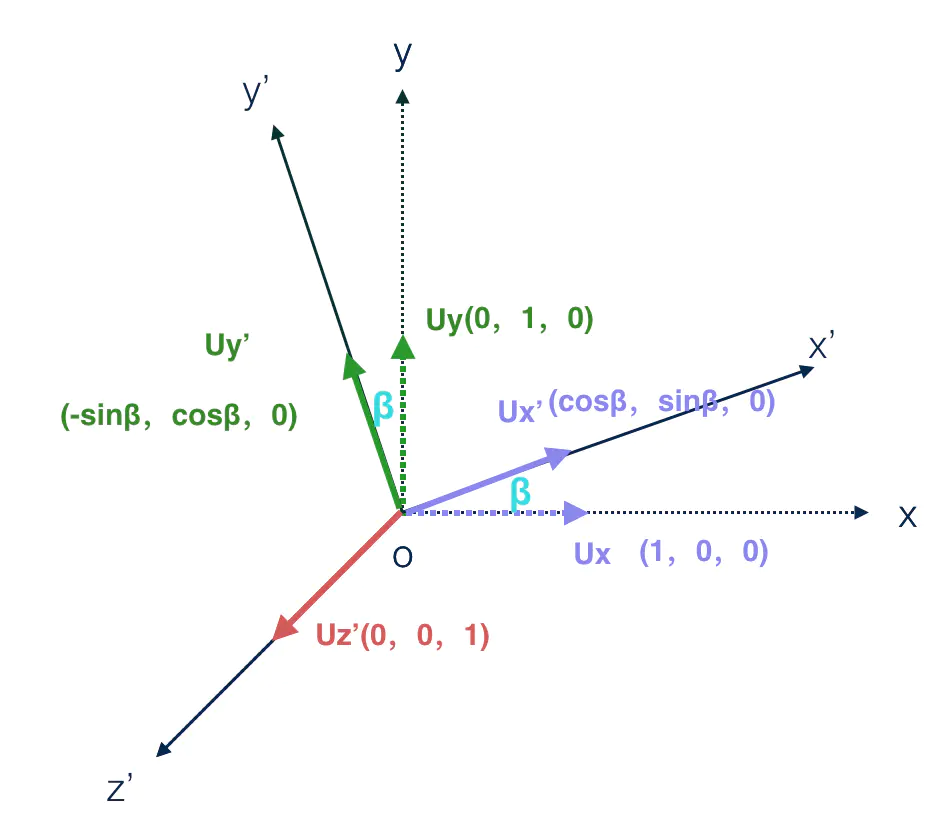 y
y’
Uy(0, 1, 0)
Uy’
x’
(-sinβ, cosβ, 0)
β
Ux’(cosβ, sinβ, 0)
β
x
O
Ux (1, 0, 0)
Uz’(0, 0, 1)
z’